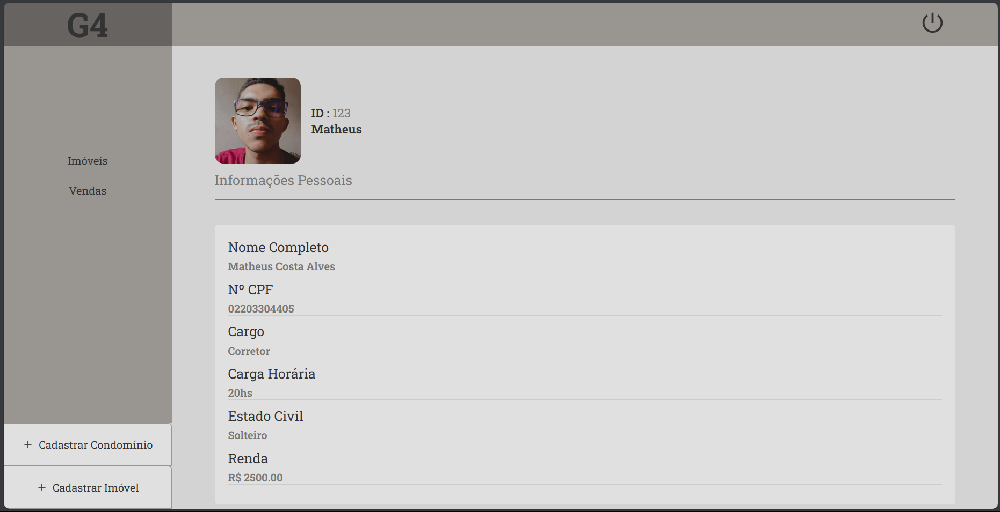 G4
Imóveis
Vendas
+ Cadastrar Condomínio
+ Cadastrar Imóvel
ID : 123
Matheus
Informações Pessoais
Nome Completo
Matheus Costa Alves
Nº CPF
02203304405
Cargo
Corretor
Carga Horária
20hs
Estado Civil
Solteiro
Renda
R$ 2500.00